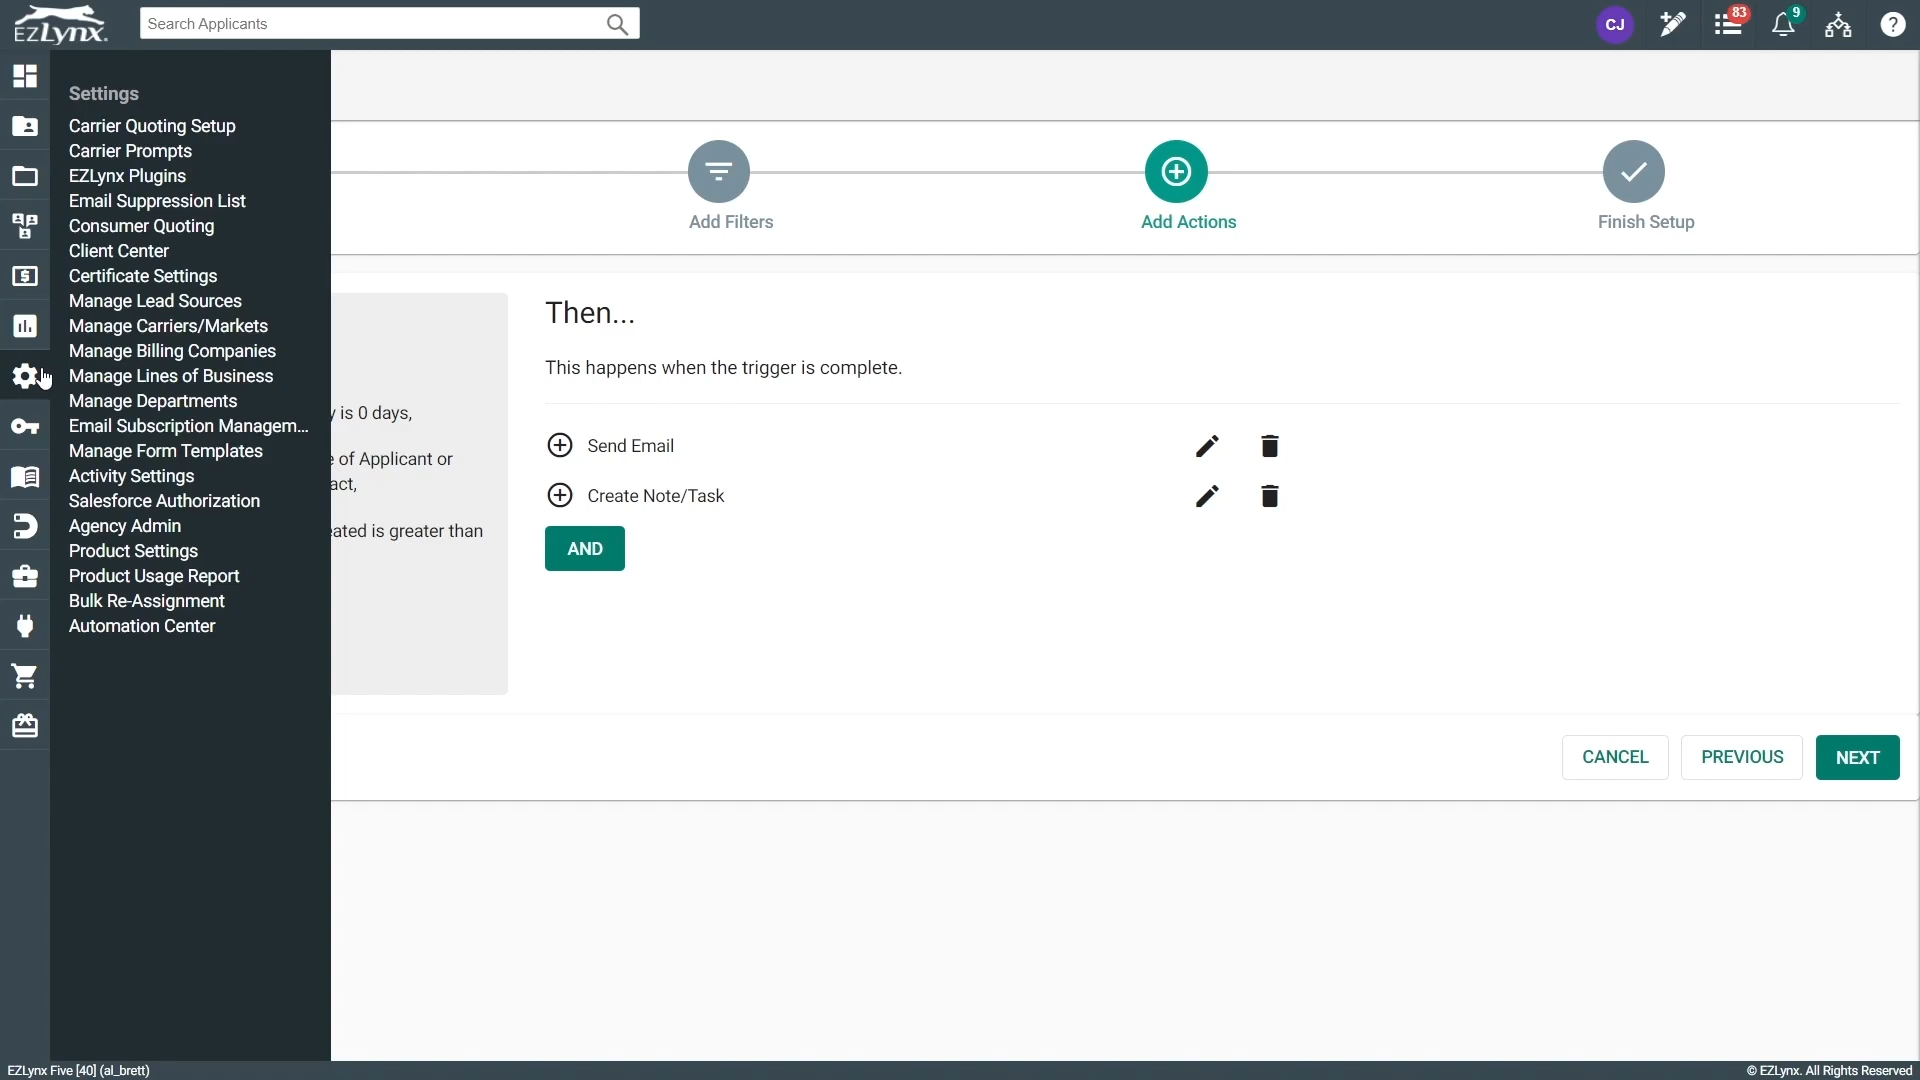 EZLynx.
Search Applicants
CJ
83
9
?
Settings
Carrier Quoting Setup
Carrier Prompts
EZLynx Plugins
Email Suppression List
Consumer Quoting
Client Center
Certificate Settings
Manage Lead Sources
Manage Carriers/Markets
Manage Billing Companies
Manage Lines of Business
Manage Departments
Email Subscription Managem...
Manage Form Templates
Activity Settings
Salesforce Authorization
Agency Admin
Product Settings
Product Usage Report
Bulk Re-Assignment
Automation Center
Add Filters
Add Actions
Finish Setup
y is 0 days,
e of Applicant or
act,
eated is greater than
Then...
This happens when the trigger is complete.
Send Email
Create Note/Task
AND
CANCEL
PREVIOUS
NEXT
EZLynx Five [40] (al_brett)
© EZLynx. All Rights Reserved